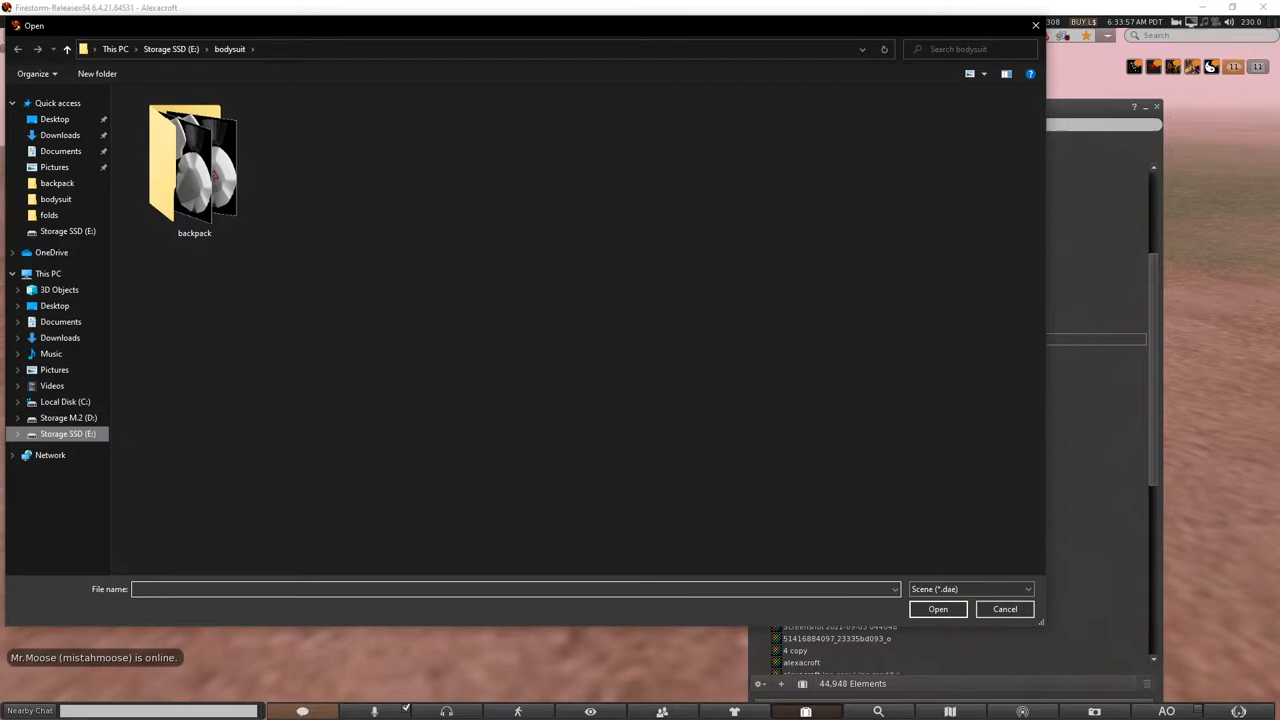 Firestorm-Releasex64 6.4.21.64531 - Alexacroft
Open
308 BUY L$ 6:33:57 AM PDT 230.0
This PC Storage SSD (E:) bodysuit
Search bodysuit
Search
Organize New folder
11 11
Quick access
Desktop
Downloads
Documents
Pictures
backpack
bodysuit
folds
Storage SSD (E:)
OneDrive
This PC
3D Objects
Desktop
Documents
Downloads
Music
Pictures
Videos
Local Disk (C:)
Storage M.2 (D:)
Storage SSD (E:)
Network
backpack
File name:
Scene (*.dae)
Open Cancel
51416884097_23335bd093_o
4 copy
alexacroft
44,948 Elements
Mr.Moose (mistahmoose) is online.
Nearby Chat
AO